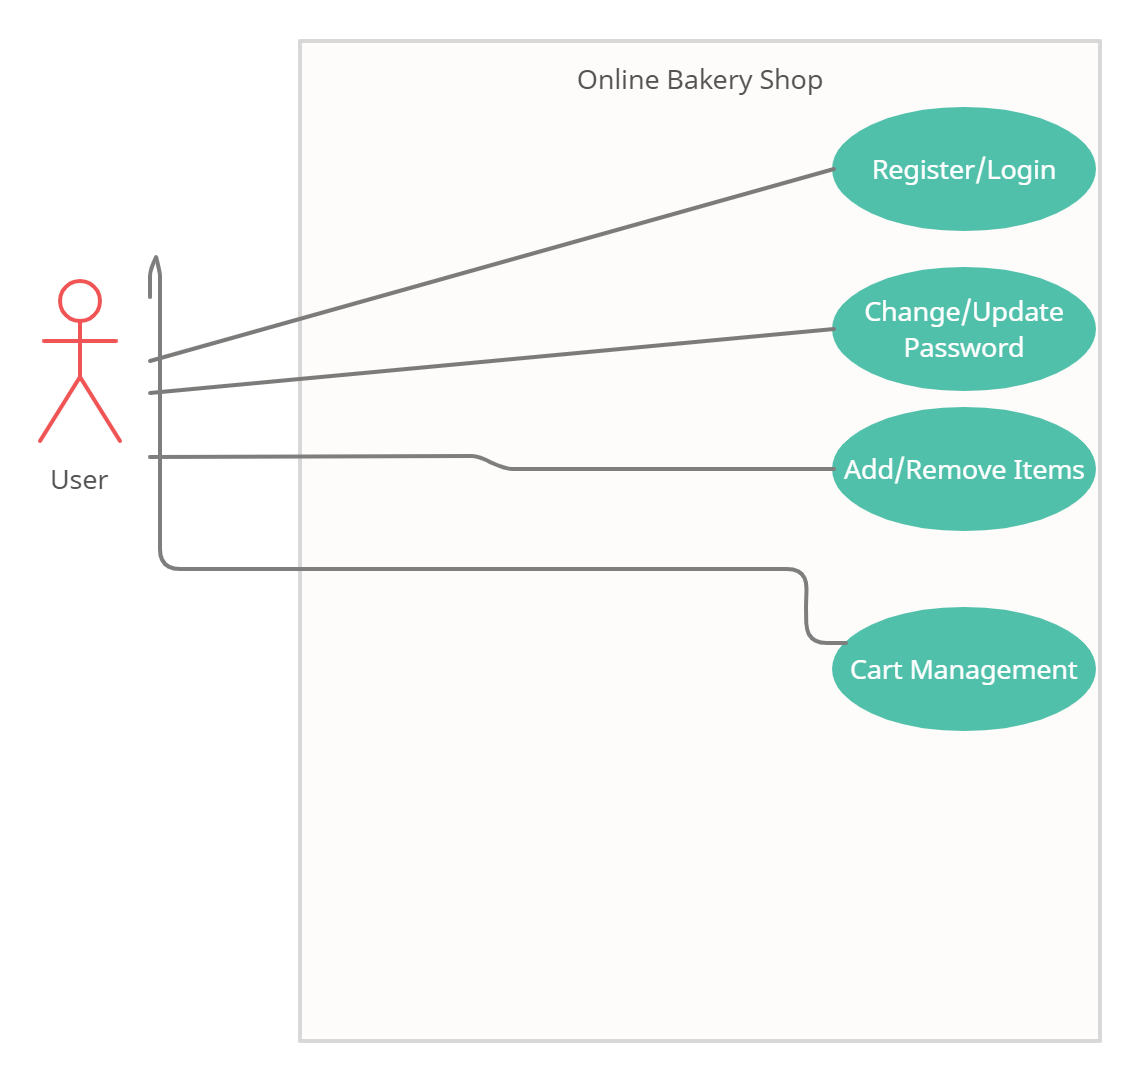 Online Bakery Shop
Register/Login
Change/Update
Password
Add/Remove Items
User
Cart Management